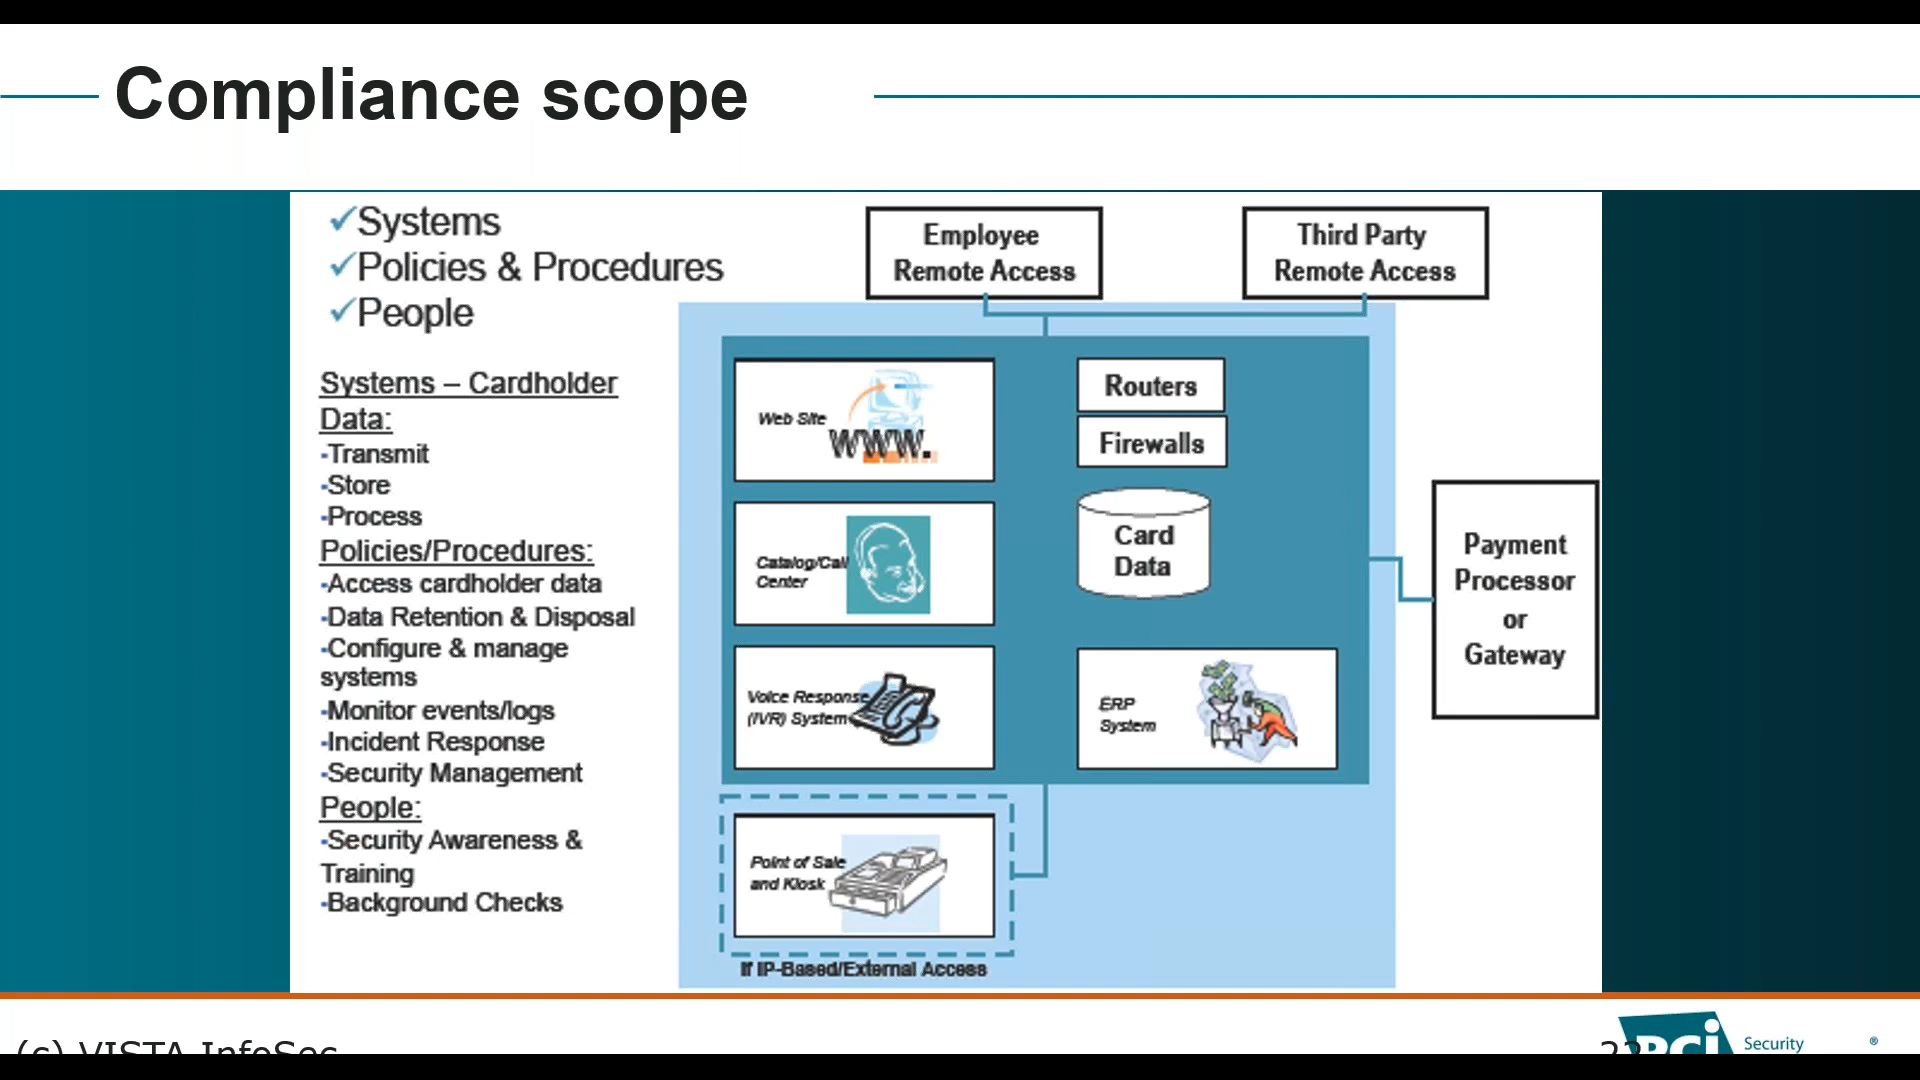 Compliance scope
✓Systems
✓Policies & Procedures
✓People
Systems – Cardholder
Data:
-Transmit
-Store
-Process
Policies/Procedures:
-Access cardholder data
-Data Retention & Disposal
-Configure & manage
systems
-Monitor events/logs
-Incident Response
-Security Management
People:
-Security Awareness &
Training
-Background Checks
Employee
Remote Access
Third Party
Remote Access
Web Site
WWW.
Routers
Firewalls
Catalog/Call
Center
Card
Data
Voice Response
(IVR) System
ERP
System
Payment
Processor
or
Gateway
Point of Sale
and Kiosk
If IP-Based/External Access
(c) VISTA InfoSec
PCi
Security
®